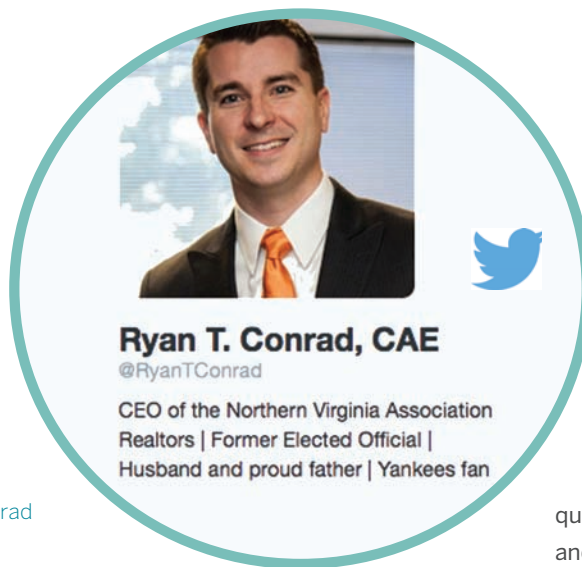 Ryan T. Conrad, CAE
@RyanTConrad
CEO of the Northern Virginia Association
Realtors | Former Elected Official |
Husband and proud father | Yankees fan
rad
qu
and